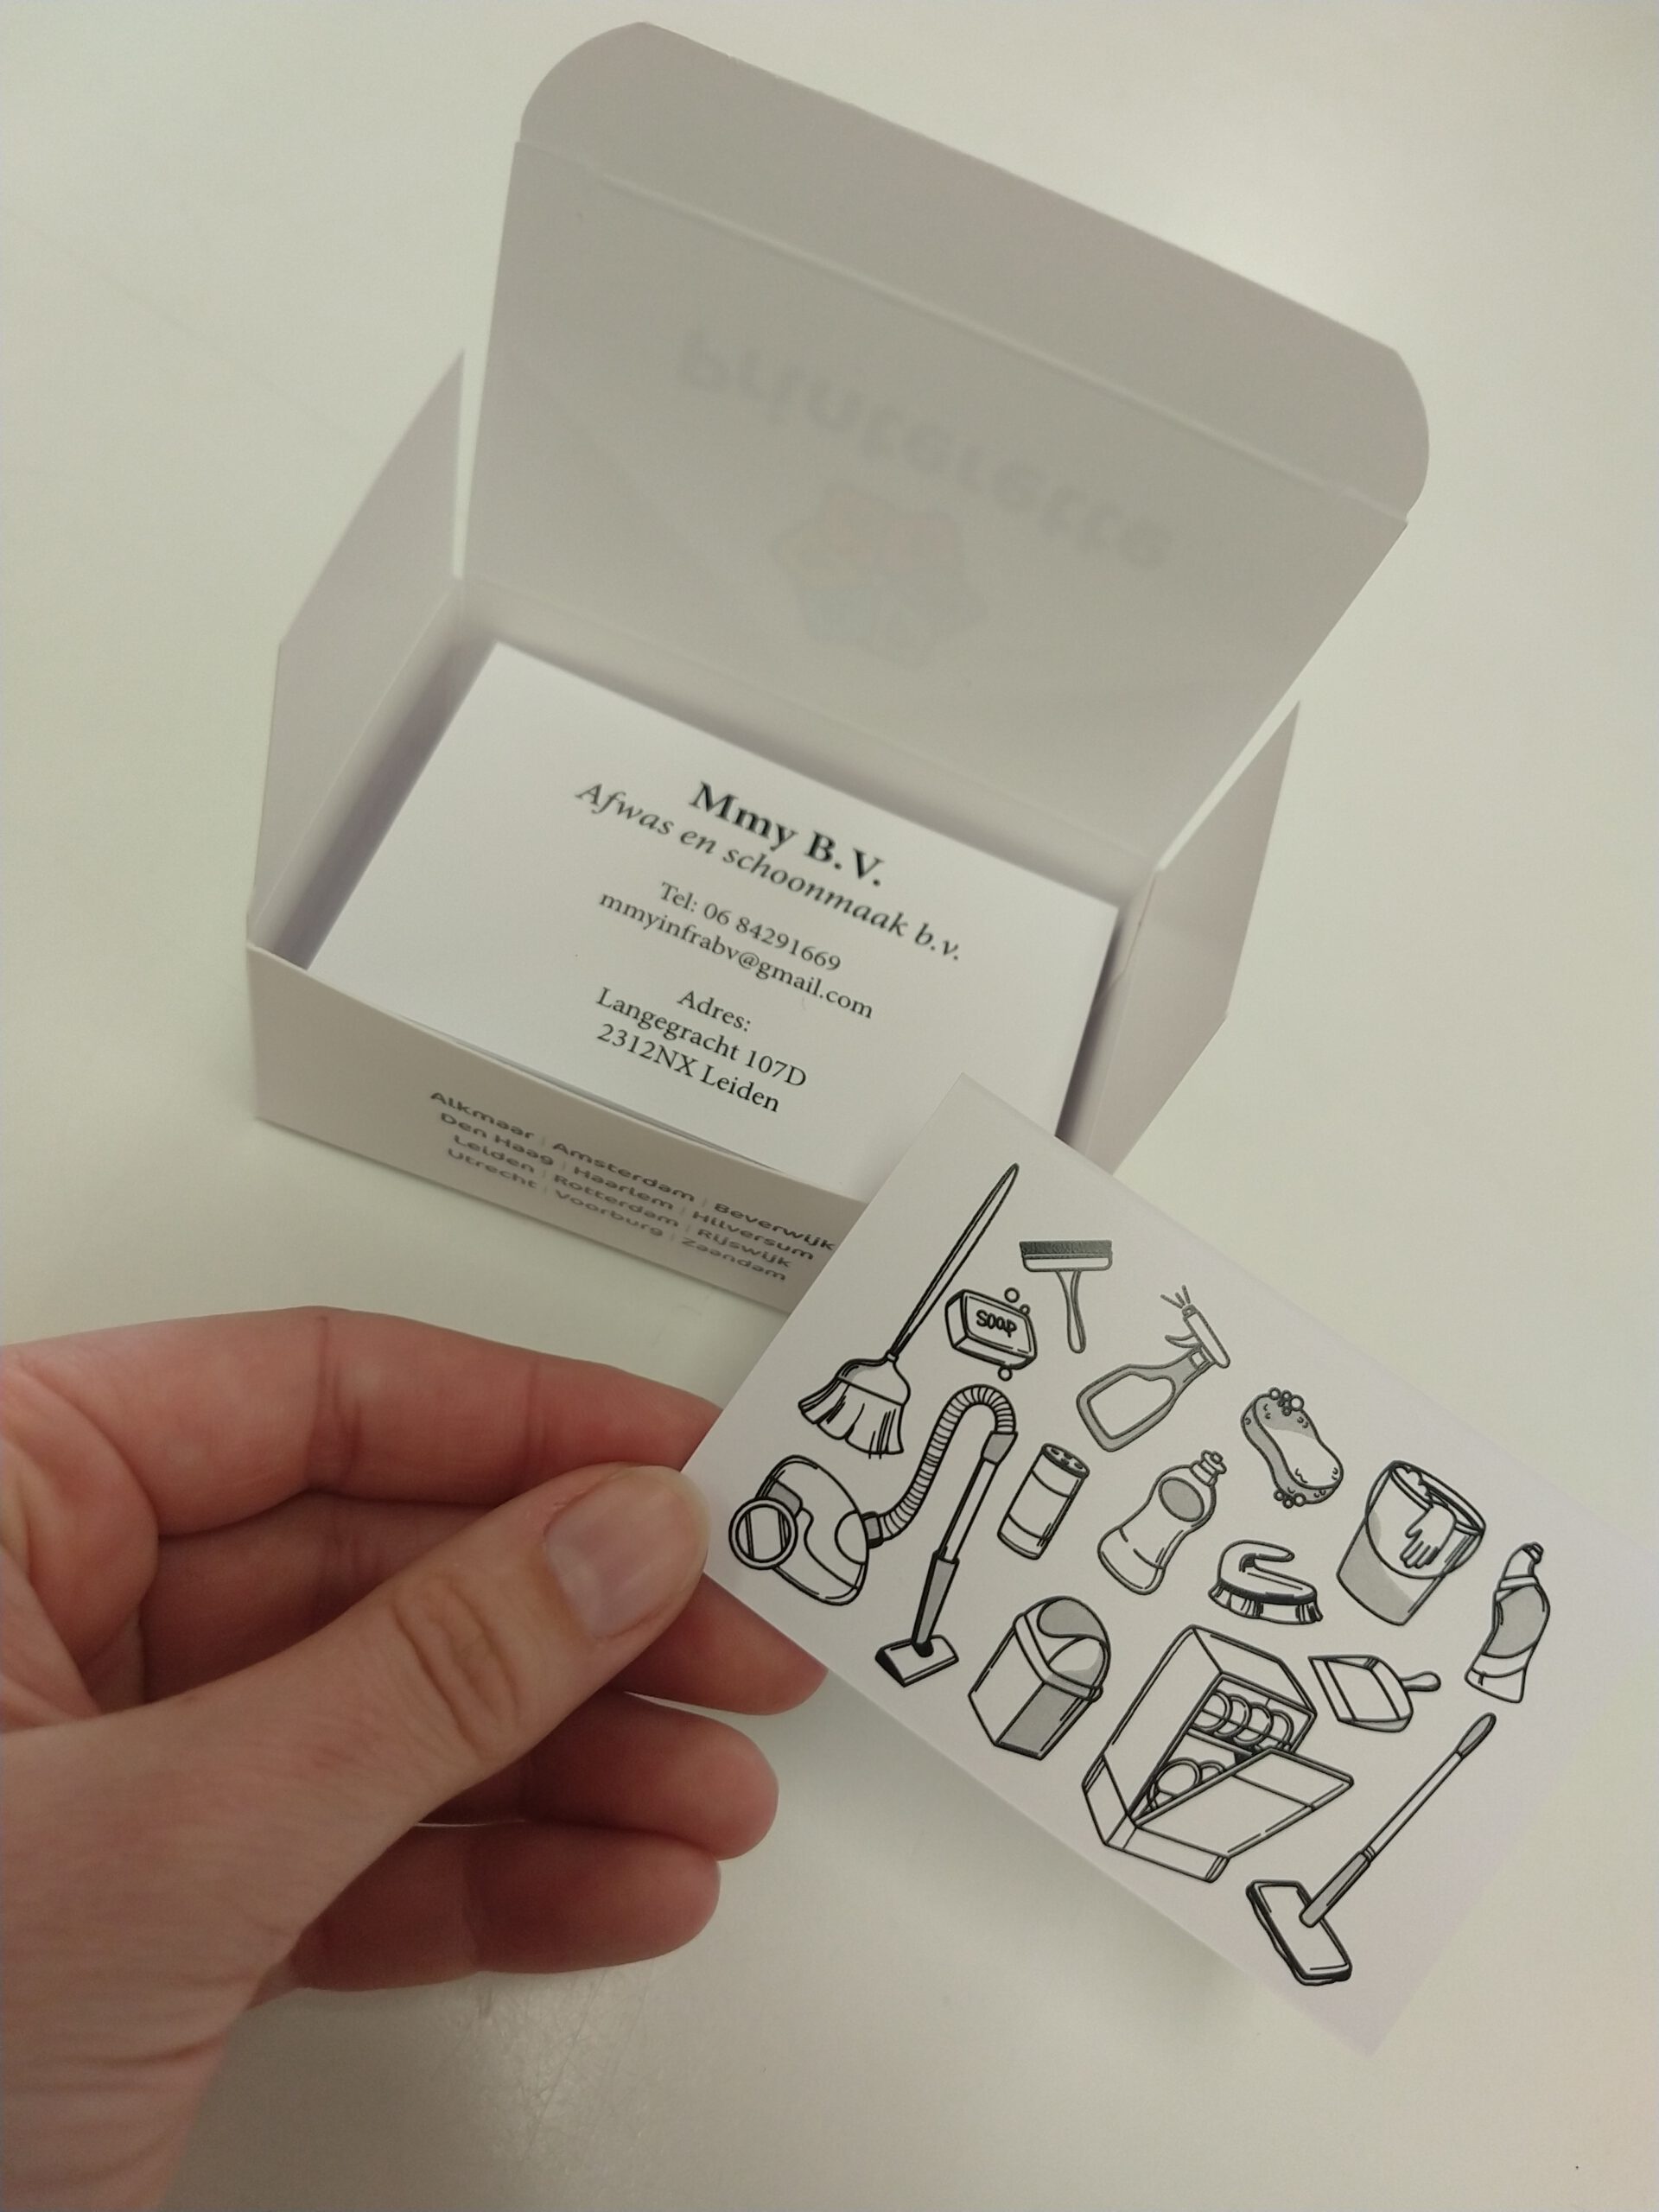 Printerette
Mmy B.V.
Afwas en schoonmaak b.v.
Tel: 06 84291669
mmyinfrabv@gmail.com
Adres:
Langegracht 107D
2312NX Leiden
Alkmaar | Amsterdam | Beverwijk
Den Haag | Haarlem | Hilversum
Leiden | Rotterdam | Rijswijk
Utrecht | Voorburg | Zaandam
SOAP